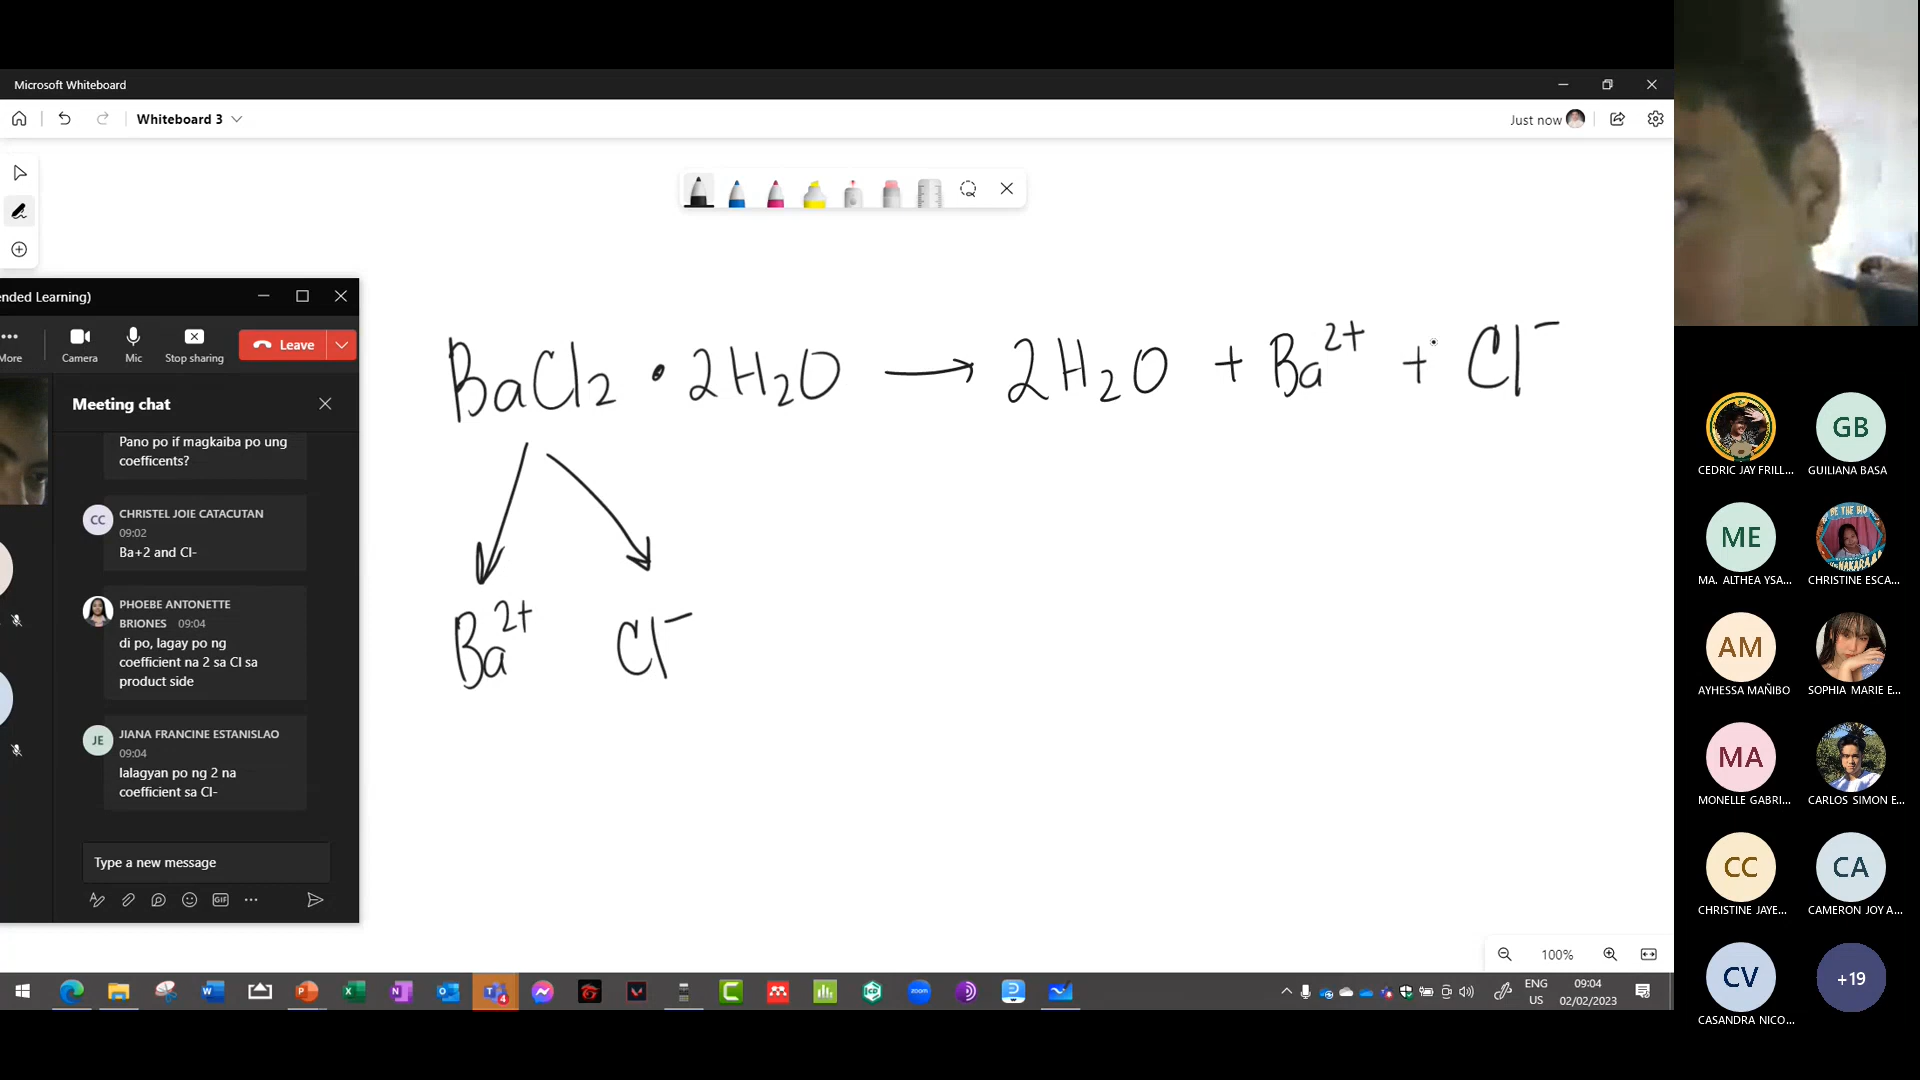 Microsoft Whiteboard
Whiteboard 3
Just now
BaCl2 • 2H2O → 2H2O + Ba2+ + Cl−
Ba2+ Cl−
ended Learning)
More
Camera
Mic
Stop sharing
Leave
Meeting chat
Pano po if magkaiba po ung
coefficents?
CC
CHRISTEL JOIE CATACUTAN
09:02
Ba+2 and Cl-
PHOEBE ANTONETTE
BRIONES 09:04
di po, lagay po ng
coefficient na 2 sa Cl sa
product side
JE
JIANA FRANCINE ESTANISLAO
09:04
lalagyan po ng 2 na
coefficient sa Cl-
Type a new message
GIF
100%
ENG
US
09:04
02/02/2023
CEDRIC JAY FRILL...
GB
GUILIANA BASA
ME
MA. ALTHEA YSA...
CHRISTINE ESCA...
AM
AYHESSA MAÑIBO
SOPHIA MARIE E...
MA
MONELLE GABRI...
CARLOS SIMON E...
CC
CHRISTINE JAYE...
CA
CAMERON JOY A...
CV
CASANDRA NICO...
+19